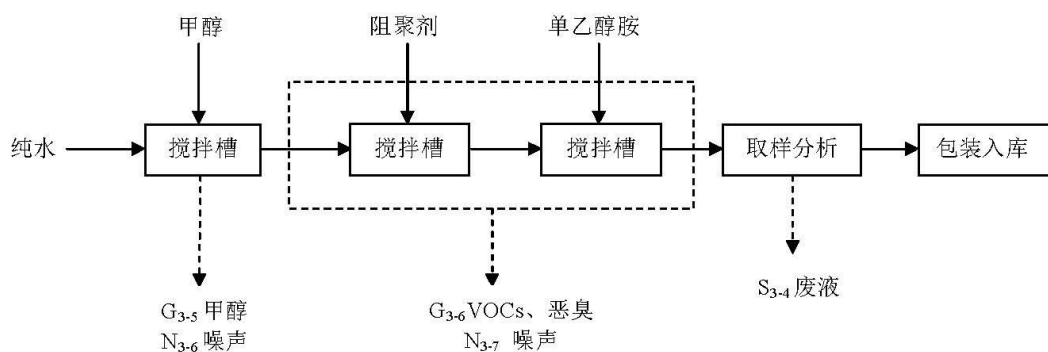 甲醇
阻聚剂
单乙醇胺
纯水
搅拌槽
搅拌槽
搅拌槽
取样分析
包装入库
G3-5 甲醇
N3-6 噪声
G3-6 VOCs、恶臭
N3-7 噪声
S3-4 废液